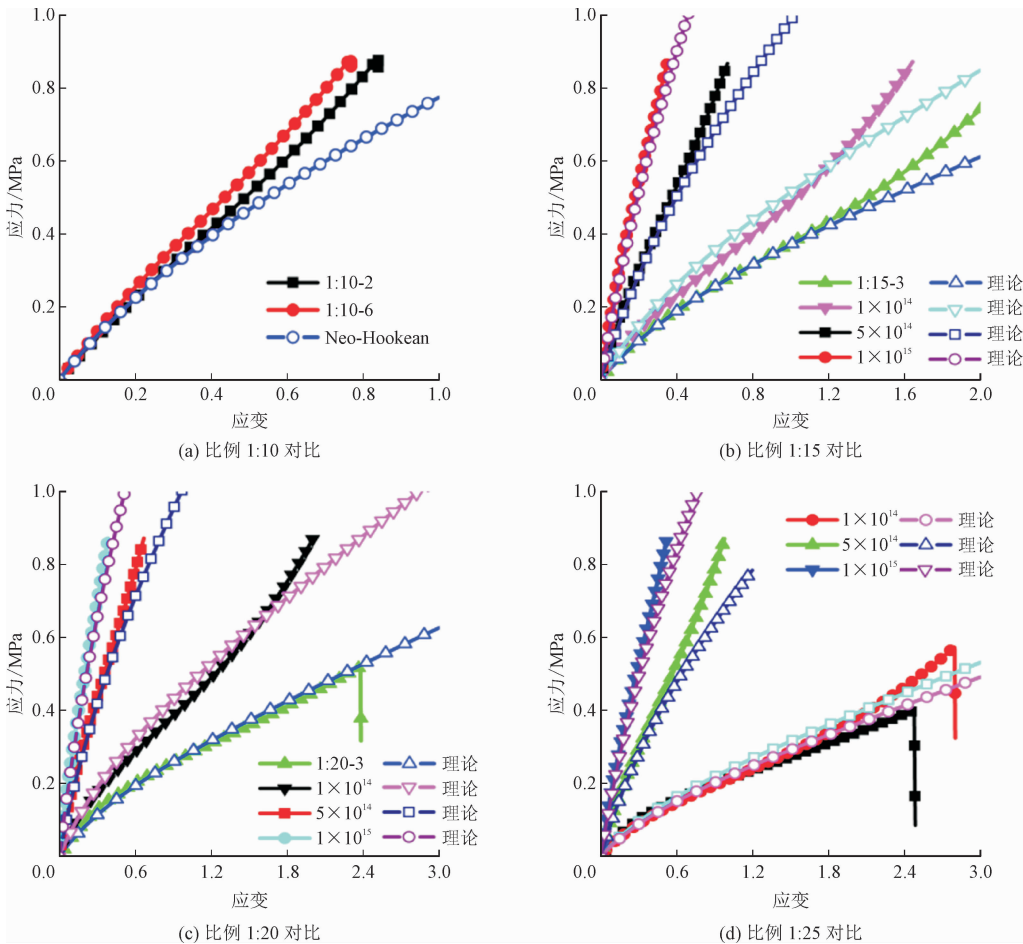 1.0
0.8
0.6
0.4
0.2
0.0
应力/MPa
1:10-2
1:10-6
Neo-Hookean
0.2 0.4 0.6 0.8 1.0
应变
(a) 比例 1:10 对比
1.0
0.8
0.6
0.4
0.2
0.0
应力/MPa
1:15-3 理论
1×10¹⁴ 理论
5×10¹⁴ 理论
1×10¹⁵ 理论
0.4 0.8 1.2 1.6 2.0
应变
(b) 比例 1:15 对比
1.0
0.8
0.6
0.4
0.2
0.0
应力/MPa
1:20-3 理论
1×10¹⁴ 理论
5×10¹⁴ 理论
1×10¹⁵ 理论
0.6 1.2 1.8 2.4 3.0
应变
(c) 比例 1:20 对比
1.0
0.8
0.6
0.4
0.2
0.0
应力/MPa
1×10¹⁴ 理论
5×10¹⁴ 理论
1×10¹⁵ 理论
0.6 1.2 1.8 2.4 3.0
应变
(d) 比例 1:25 对比